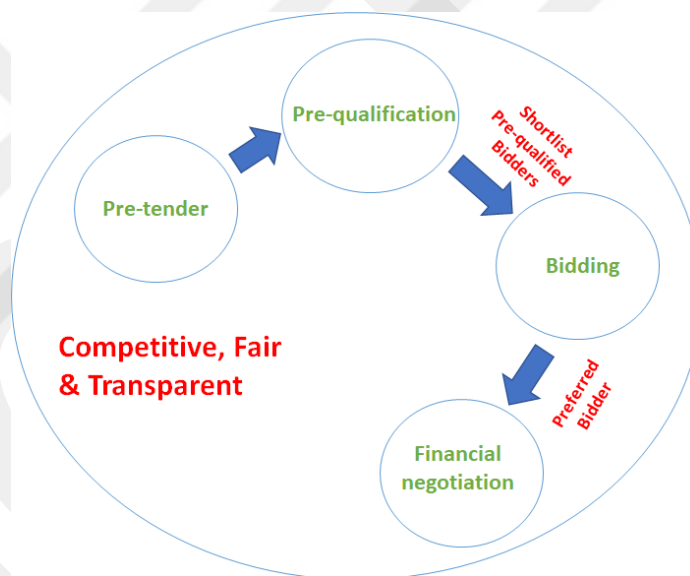 Pre-qualification
Shortlist
Pre-qualified
Bidders
Pre-tender
Bidding
Competitive, Fair
& Transparent
Preferred
Bidder
Financial
negotiation